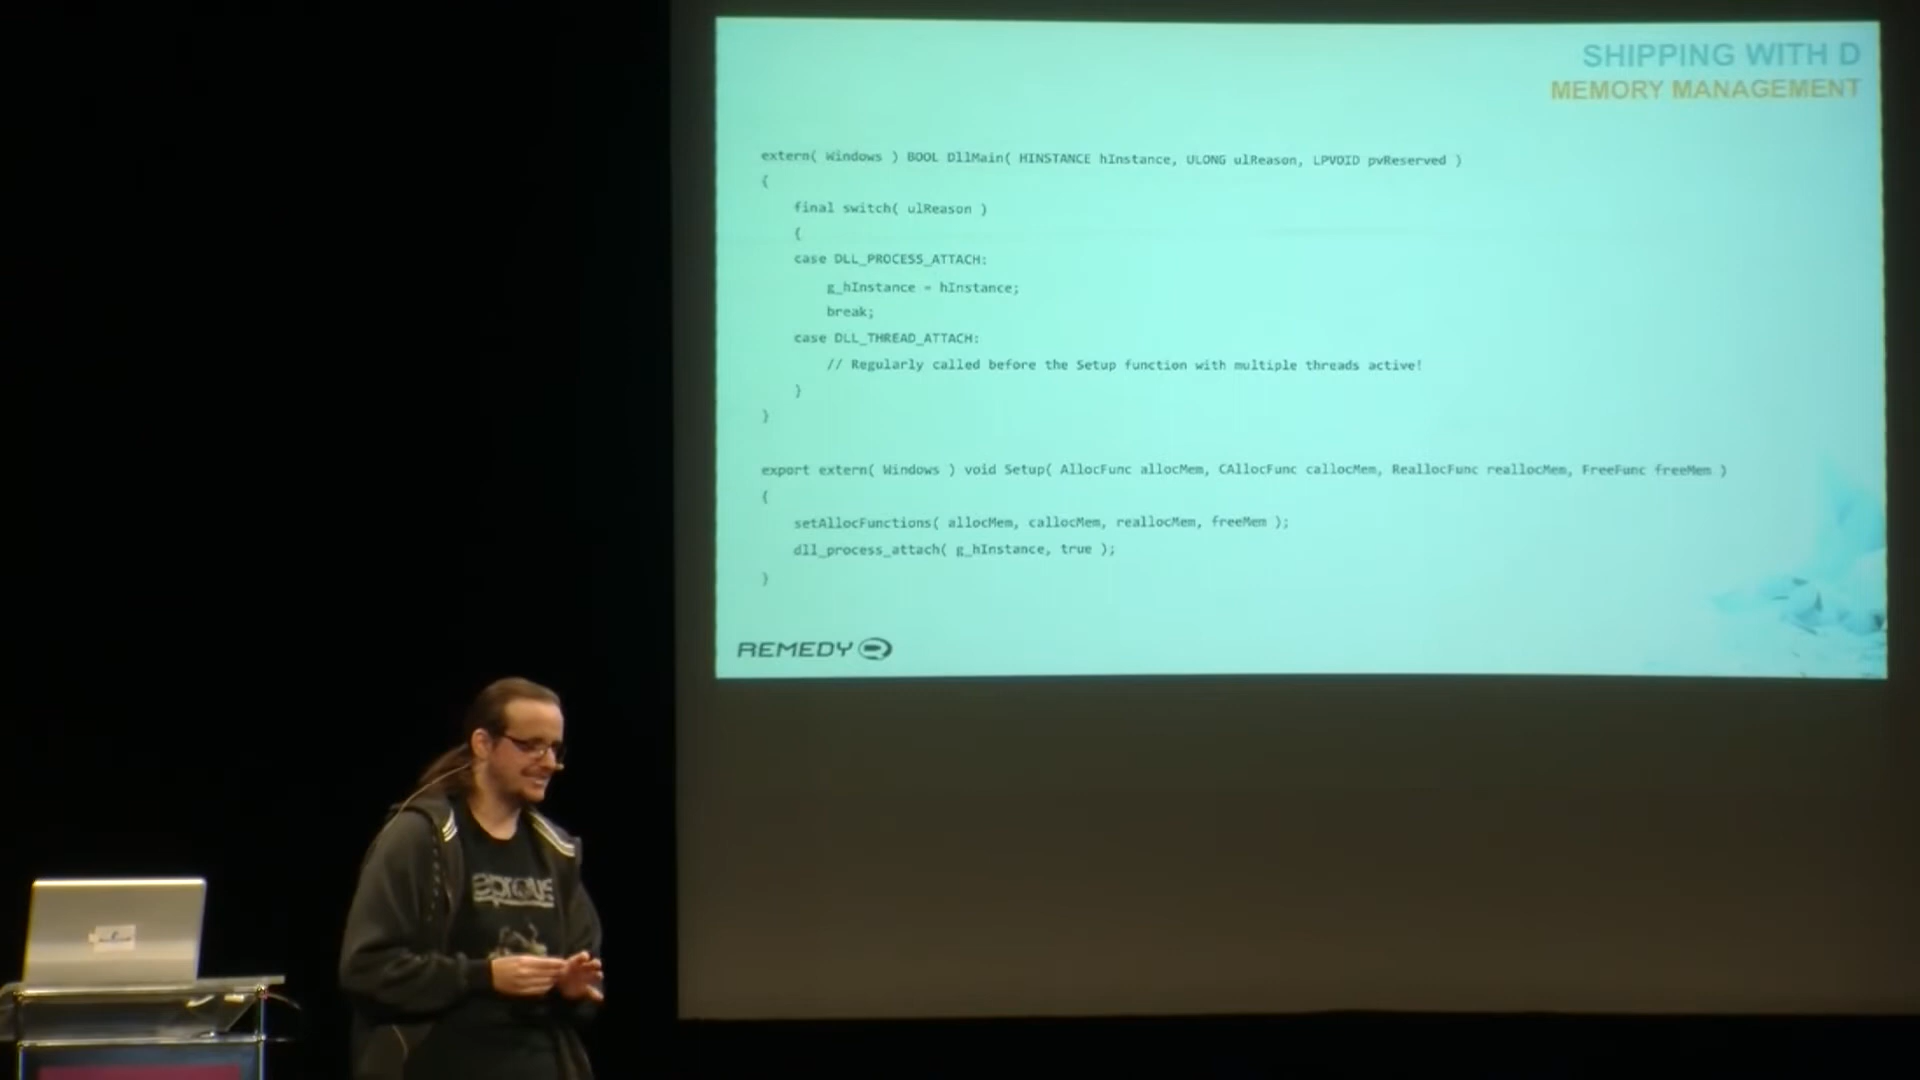 SHIPPING WITH D
MEMORY MANAGEMENT
extern( Windows ) BOOL DllMain( HINSTANCE hInstance, ULONG ulReason, LPVOID pvReserved )
{
final switch( ulReason )
{
case DLL_PROCESS_ATTACH:
g_hInstance = hInstance;
break;
case DLL_THREAD_ATTACH:
// Regularly called before the Setup function with multiple threads active!
}
}
export extern( Windows ) void Setup( AllocFunc allocMem, CAllocFunc callocMem, ReallocFunc reallocMem, FreeFunc freeMem )
{
setAllocFunctions( allocMem, callocMem, reallocMem, freeMem );
dll_process_attach( g_hInstance, true );
}
REMEDY